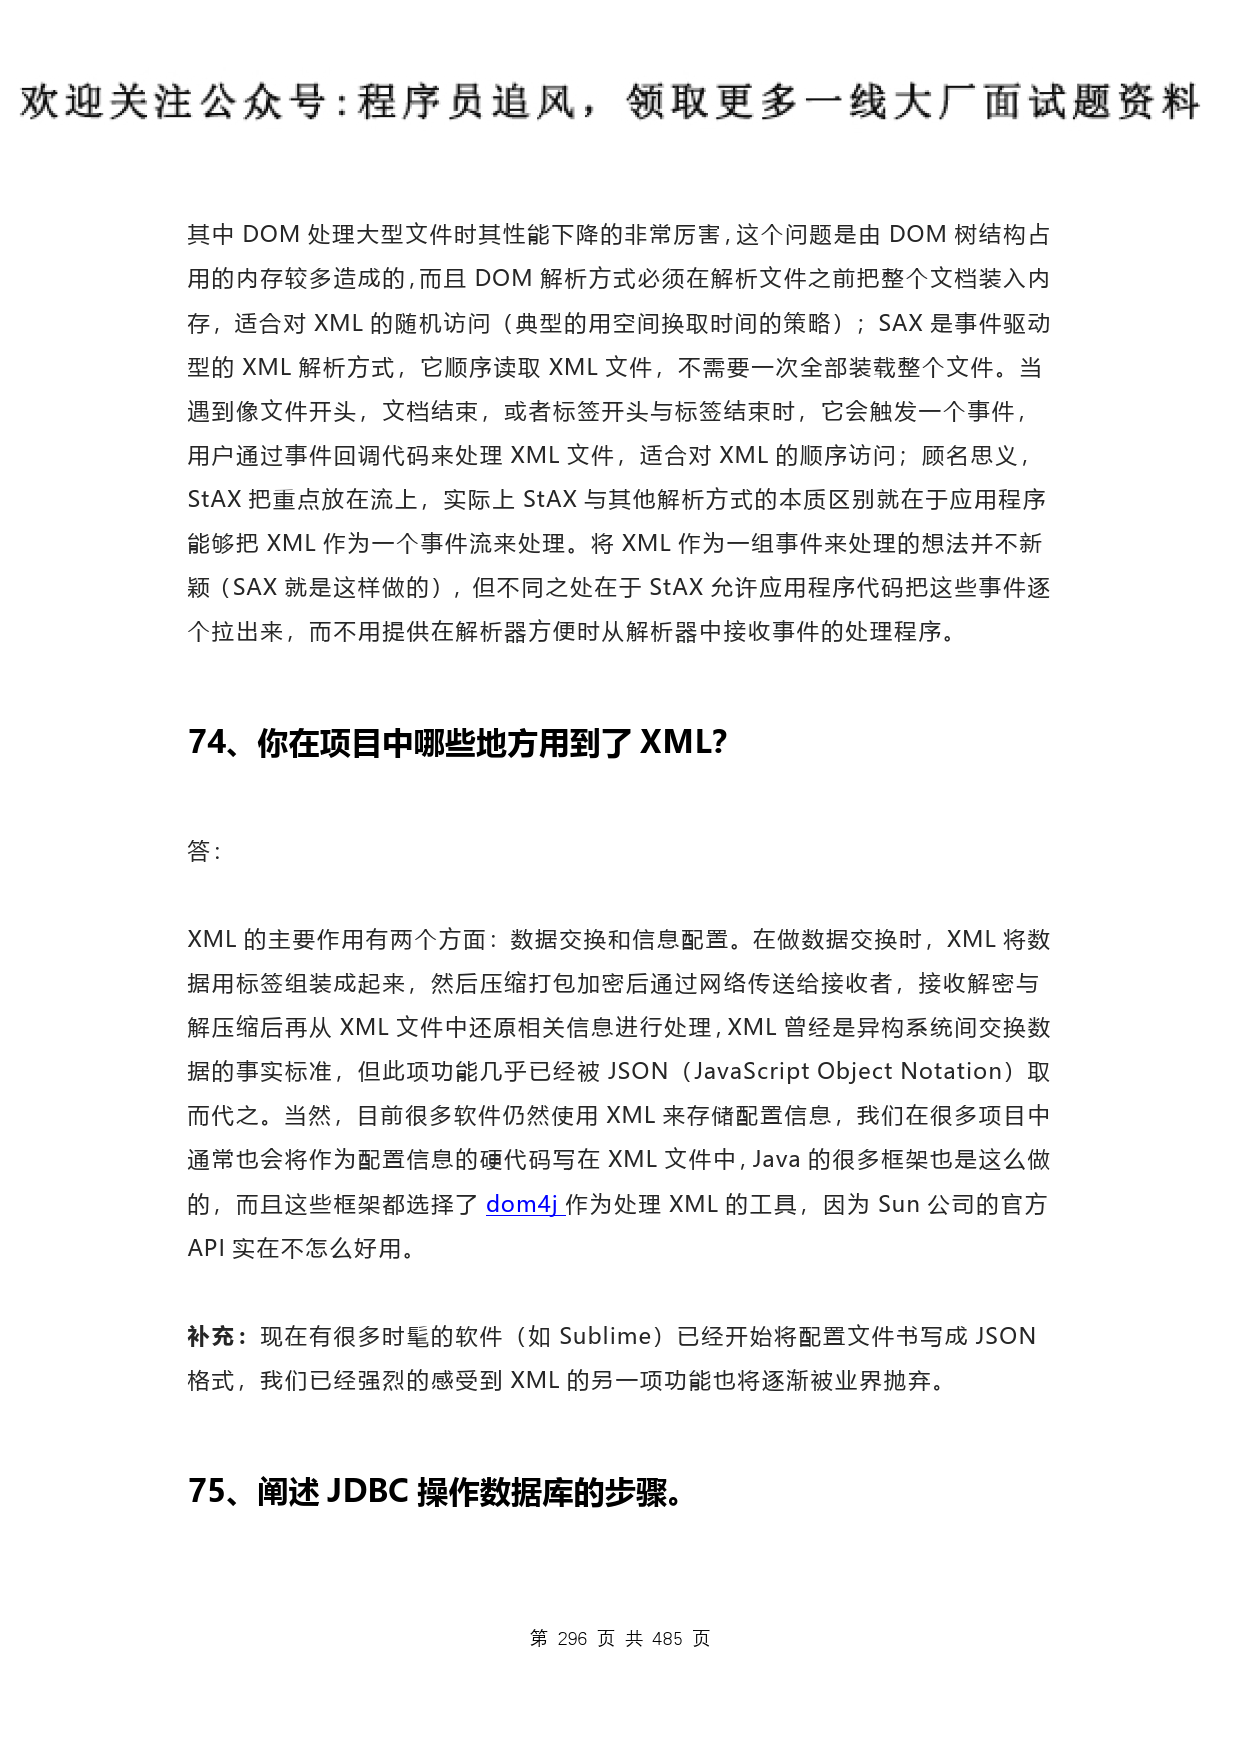 欢迎关注公众号:程序员追风，领取更多一线大厂面试题资料
其中 DOM 处理大型文件时其性能下降的非常厉害，这个问题是由 DOM 树结构占
用的内存较多造成的，而且 DOM 解析方式必须在解析文件之前把整个文档装入内
存，适合对 XML 的随机访问（典型的用空间换取时间的策略）；SAX 是事件驱动
型的 XML 解析方式，它顺序读取 XML 文件，不需要一次全部装载整个文件。当
遇到像文件开头，文档结束，或者标签开头与标签结束时，它会触发一个事件，
用户通过事件回调代码来处理 XML 文件，适合对 XML 的顺序访问；顾名思义，
StAX 把重点放在流上，实际上 StAX 与其他解析方式的本质区别就在于应用程序
能够把 XML 作为一个事件流来处理。将 XML 作为一组事件来处理的想法并不新
颖（SAX 就是这样做的），但不同之处在于 StAX 允许应用程序代码把这些事件逐
个拉出来，而不用提供在解析器方便时从解析器中接收事件的处理程序。
74、你在项目中哪些地方用到了 XML？
答：
XML 的主要作用有两个方面：数据交换和信息配置。在做数据交换时，XML 将数
据用标签组装成起来，然后压缩打包加密后通过网络传送给接收者，接收解密与
解压缩后再从 XML 文件中还原相关信息进行处理，XML 曾经是异构系统间交换数
据的事实标准，但此项功能几乎已经被 JSON（JavaScript Object Notation）取
而代之。当然，目前很多软件仍然使用 XML 来存储配置信息，我们在很多项目中
通常也会将作为配置信息的硬代码写在 XML 文件中，Java 的很多框架也是这么做
的，而且这些框架都选择了 dom4j 作为处理 XML 的工具，因为 Sun 公司的官方
API 实在不怎么好用。
补充：现在有很多时髦的软件（如 Sublime）已经开始将配置文件书写成 JSON
格式，我们已经强烈的感受到 XML 的另一项功能也将逐渐被业界抛弃。
75、阐述 JDBC 操作数据库的步骤。
第 296 页 共 485 页